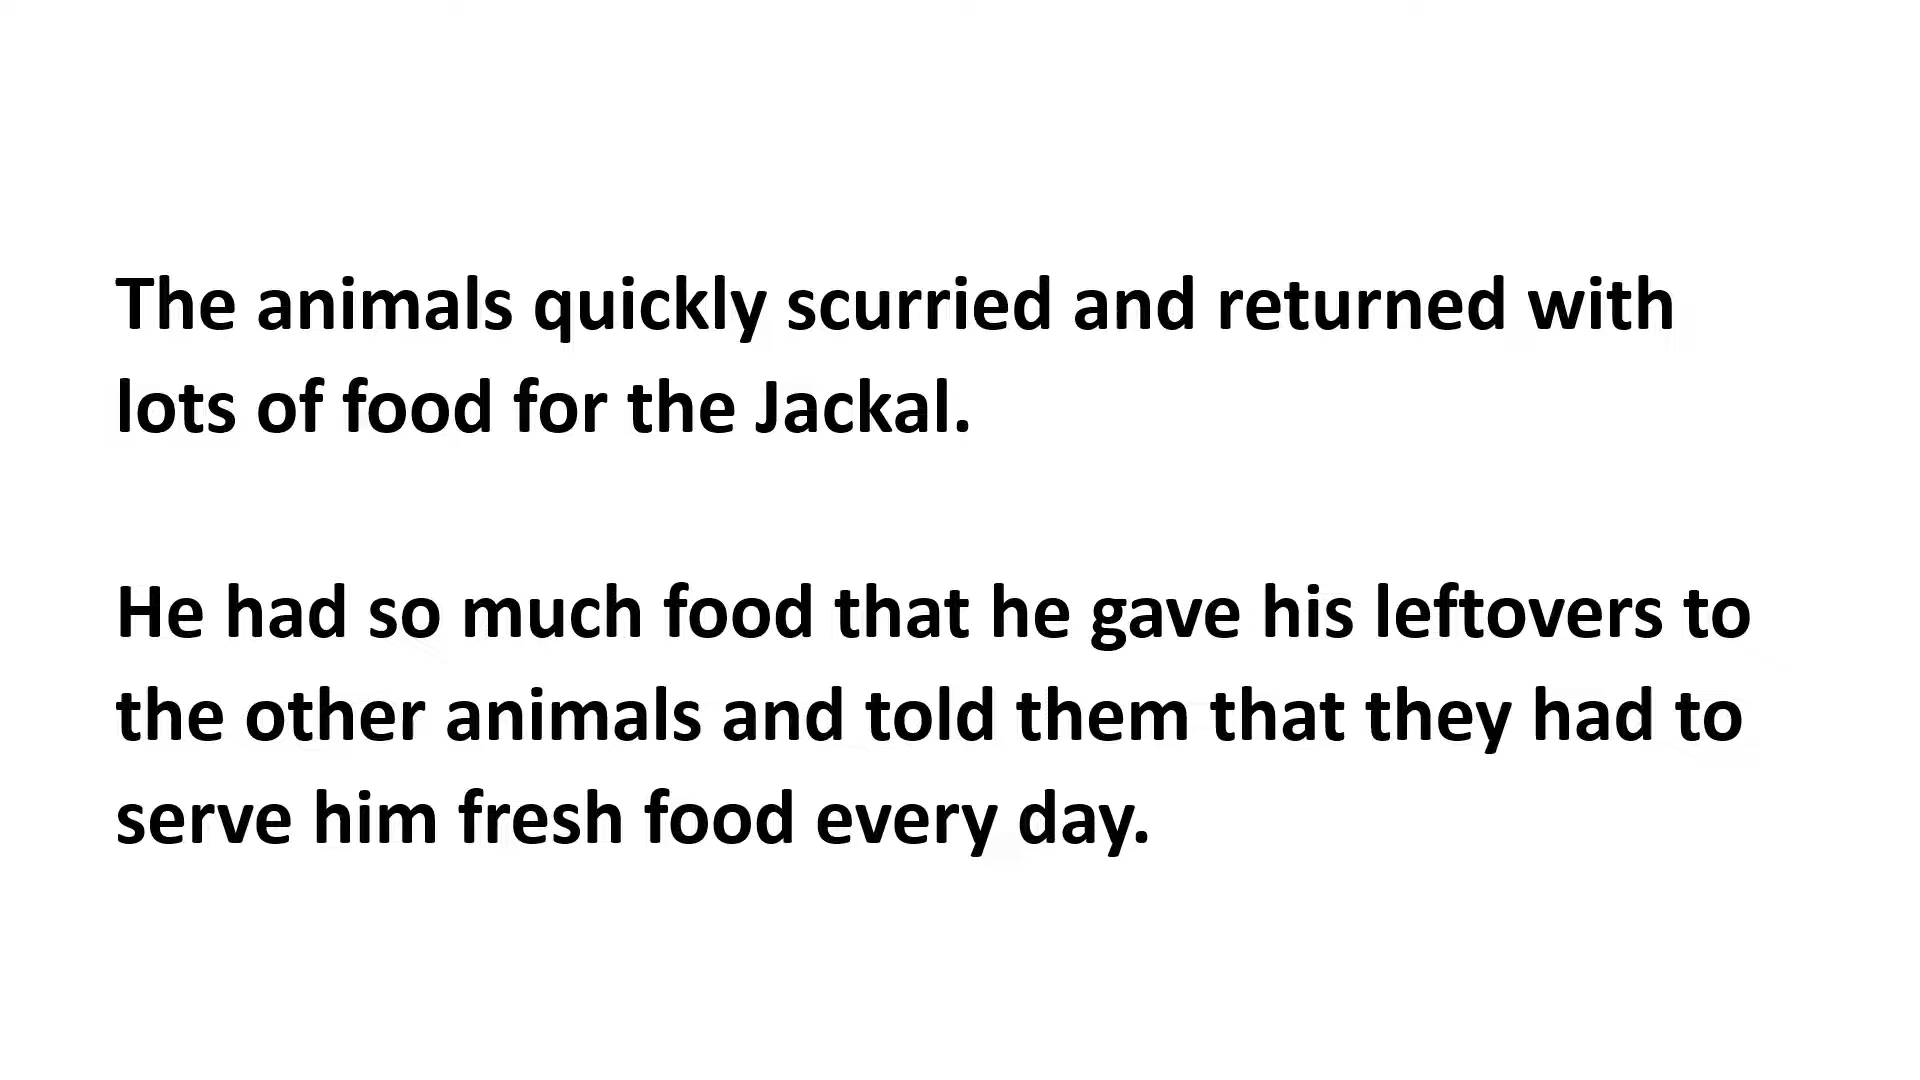 The animals quickly scurried and returned with
lots of food for the Jackal.
He had so much food that he gave his leftovers to
the other animals and told them that they had to
serve him fresh food every day.